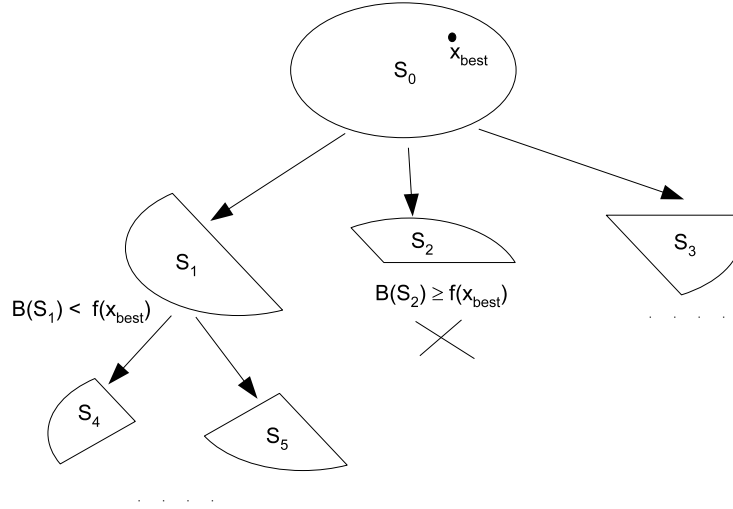 x_best
S_0
S_1
S_2
S_3
B(S_1) < f(x_best)
B(S_2) ≥ f(x_best)
S_4
S_5
. . . .
. . . .